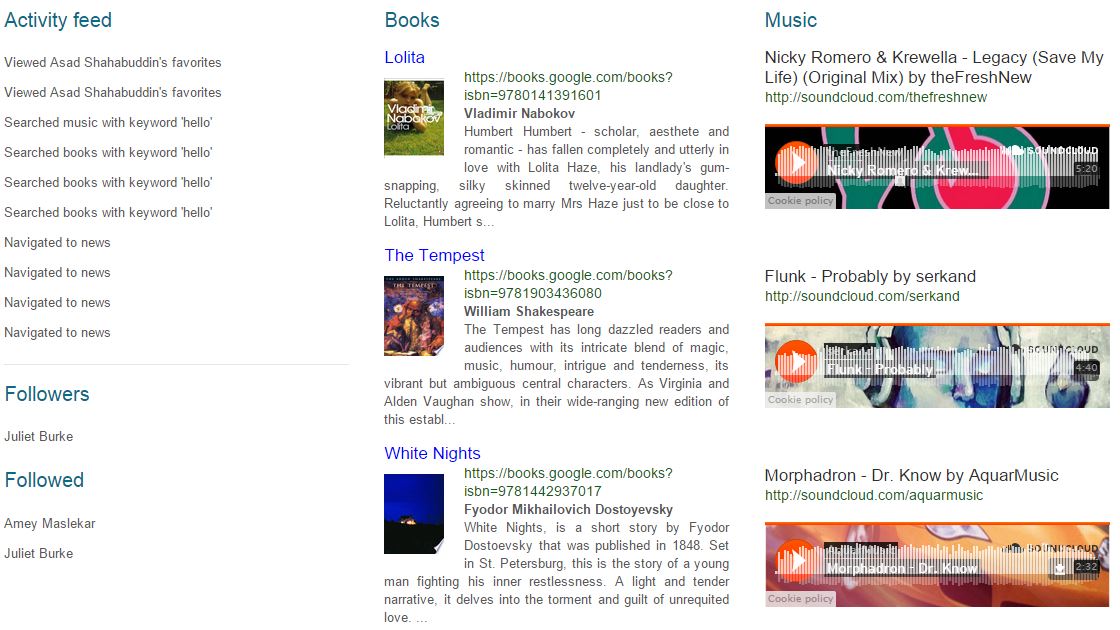 Activity feed
Viewed Asad Shahabuddin's favorites
Viewed Asad Shahabuddin's favorites
Searched music with keyword 'hello'
Searched books with keyword 'hello'
Searched books with keyword 'hello'
Searched books with keyword 'hello'
Navigated to news
Navigated to news
Navigated to news
Navigated to news
Followers
Juliet Burke
Followed
Amey Maslekar
Juliet Burke
Books
Lolita
Vladimir
Nabokov
Lolita
https://books.google.com/books?
isbn=9780141391601
Vladimir Nabokov
Humbert Humbert - scholar, aesthete and
romantic - has fallen completely and utterly in
love with Lolita Haze, his landlady's gum-
snapping, silky skinned twelve-year-old daughter.
Reluctantly agreeing to marry Mrs Haze just to be close to
Lolita, Humbert s...
The Tempest
THE TEMPEST
https://books.google.com/books?
isbn=9781903436080
William Shakespeare
The Tempest has long dazzled readers and
audiences with its intricate blend of magic,
music, humour, intrigue and tenderness, its
vibrant but ambiguous central characters. As Virginia and
Alden Vaughan show, in their wide-ranging new edition of
this establ...
White Nights
https://books.google.com/books?
isbn=9781442937017
Fyodor Mikhailovich Dostoyevsky
White Nights, is a short story by Fyodor
Dostoevsky that was published in 1848. Set
in St. Petersburg, this is the story of a young
man fighting his inner restlessness. A light and tender
narrative, it delves into the torment and guilt of unrequited
love. ...
Music
Nicky Romero & Krewella - Legacy (Save My
Life) (Original Mix) by theFreshNew
http://soundcloud.com/thefreshnew
SOUNDCLOUD
Nicky Romero & Krew...
5:20
Cookie policy
Flunk - Probably by serkand
http://soundcloud.com/serkand
SOUNDCLOUD
Flunk - Probably ...
4:40
Cookie policy
Morphadron - Dr. Know by AquarMusic
http://soundcloud.com/aquarmusic
SOUNDCLOUD
Morphadron - Dr. Know
2:32
Cookie policy